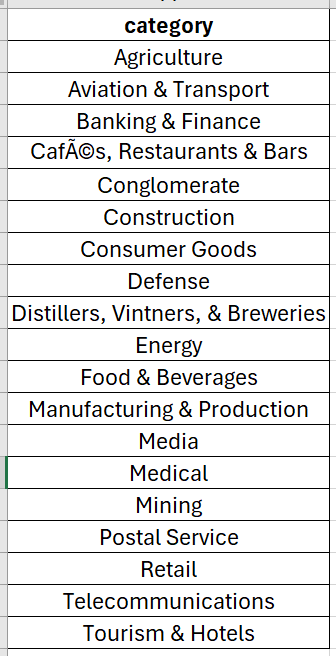 category
Agriculture
Aviation & Transport
Banking & Finance
CafÃ©s, Restaurants & Bars
Conglomerate
Construction
Consumer Goods
Defense
Distillers, Vintners, & Breweries
Energy
Food & Beverages
Manufacturing & Production
Media
Medical
Mining
Postal Service
Retail
Telecommunications
Tourism & Hotels